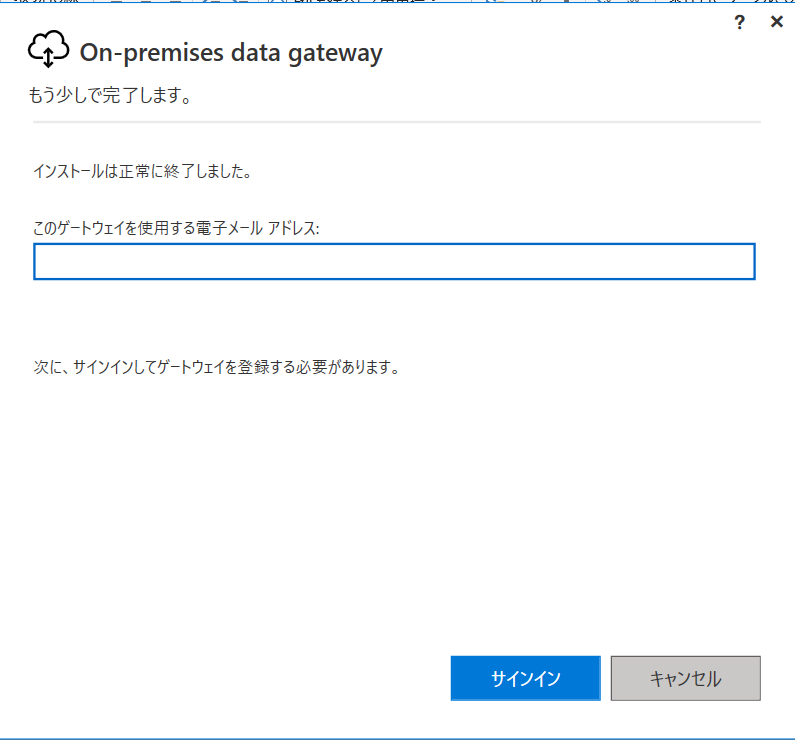 ?
On-premises data gateway
もう少しで完了します。
インストールは正常に終了しました。
このゲートウェイを使用する電子メール アドレス:
次に、サインインしてゲートウェイを登録する必要があります。
サインイン
キャンセル